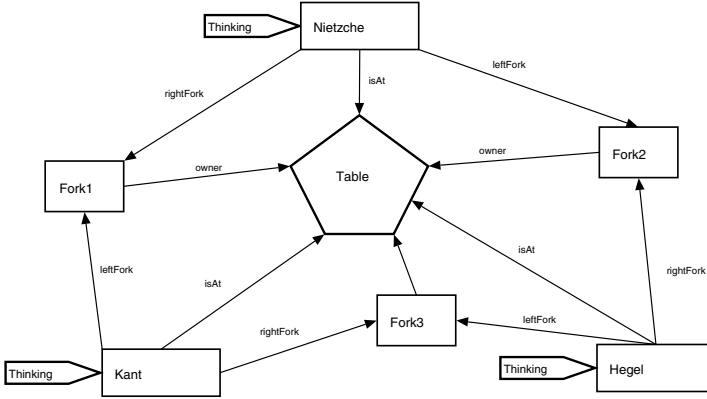 Thinking
Nietzche
rightFork
isAt
leftFork
Fork1
owner
Table
owner
Fork2
leftFork
isAt
isAt
rightFork
rightFork
Fork3
leftFork
Thinking
Kant
Thinking
Hegel